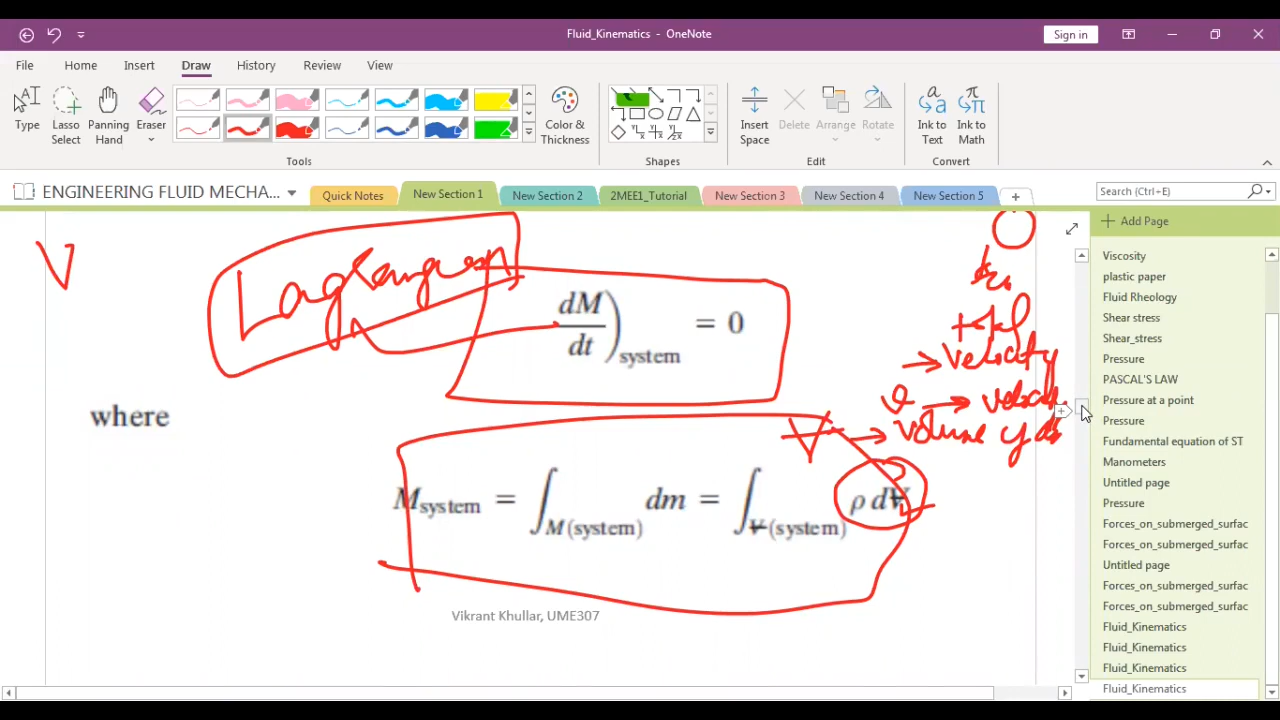 Fluid_Kinematics - OneNote
Sign in
File Home Insert Draw History Review View
Type
Lasso Select
Panning Hand
Eraser
Color & Thickness
Insert Space
Delete
Arrange
Rotate
Ink to Text
Ink to Math
Tools
Shapes
Edit
Convert
ENGINEERING FLUID MECHA...
Quick Notes
New Section 1
New Section 2
2MEE1_Tutorial
New Section 3
New Section 4
New Section 5
Search (Ctrl+E)
V
dM/dt)system = 0
total
→ velocity
→
→ volume
where
V
M system = ∫M(system) dm = ∫V(system) ρ dV
Vikrant Khullar, UME307
Add Page
Viscosity
plastic paper
Fluid Rheology
Shear stress
Shear_stress
Pressure
PASCAL'S LAW
Pressure at a point
Pressure
Fundamental equation of ST
Manometers
Untitled page
Pressure
Forces_on_submerged_surfac
Forces_on_submerged_surfac
Untitled page
Forces_on_submerged_surfac
Forces_on_submerged_surfac
Fluid_Kinematics
Fluid_Kinematics
Fluid_Kinematics
Fluid_Kinematics